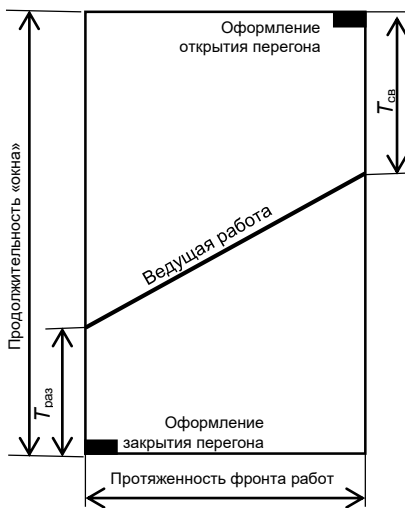 Оформление
открытия перегона
Tсв
Продолжительность «окна»
Ведущая работа
Tраз
Оформление
закрытия перегона
Протяженность фронта работ